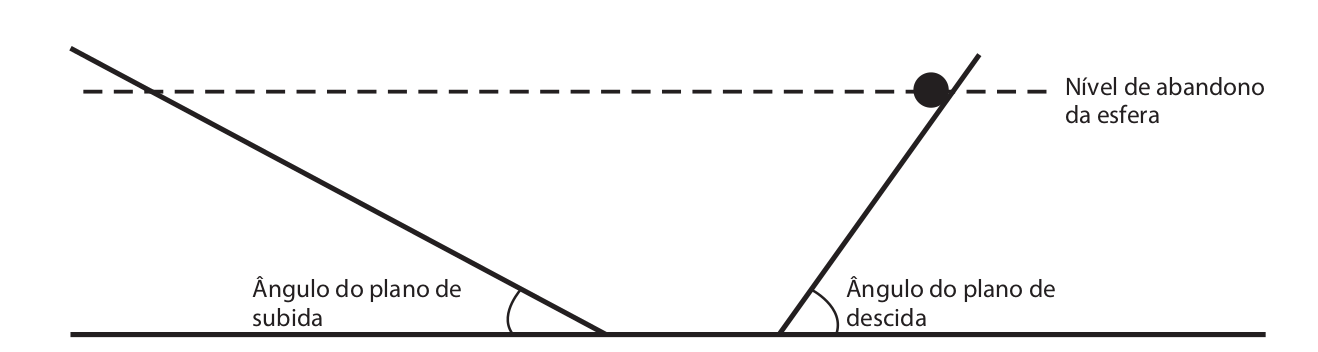 Nível de abandono
da esfera
Ângulo do plano de
subida
Ângulo do plano de
descida